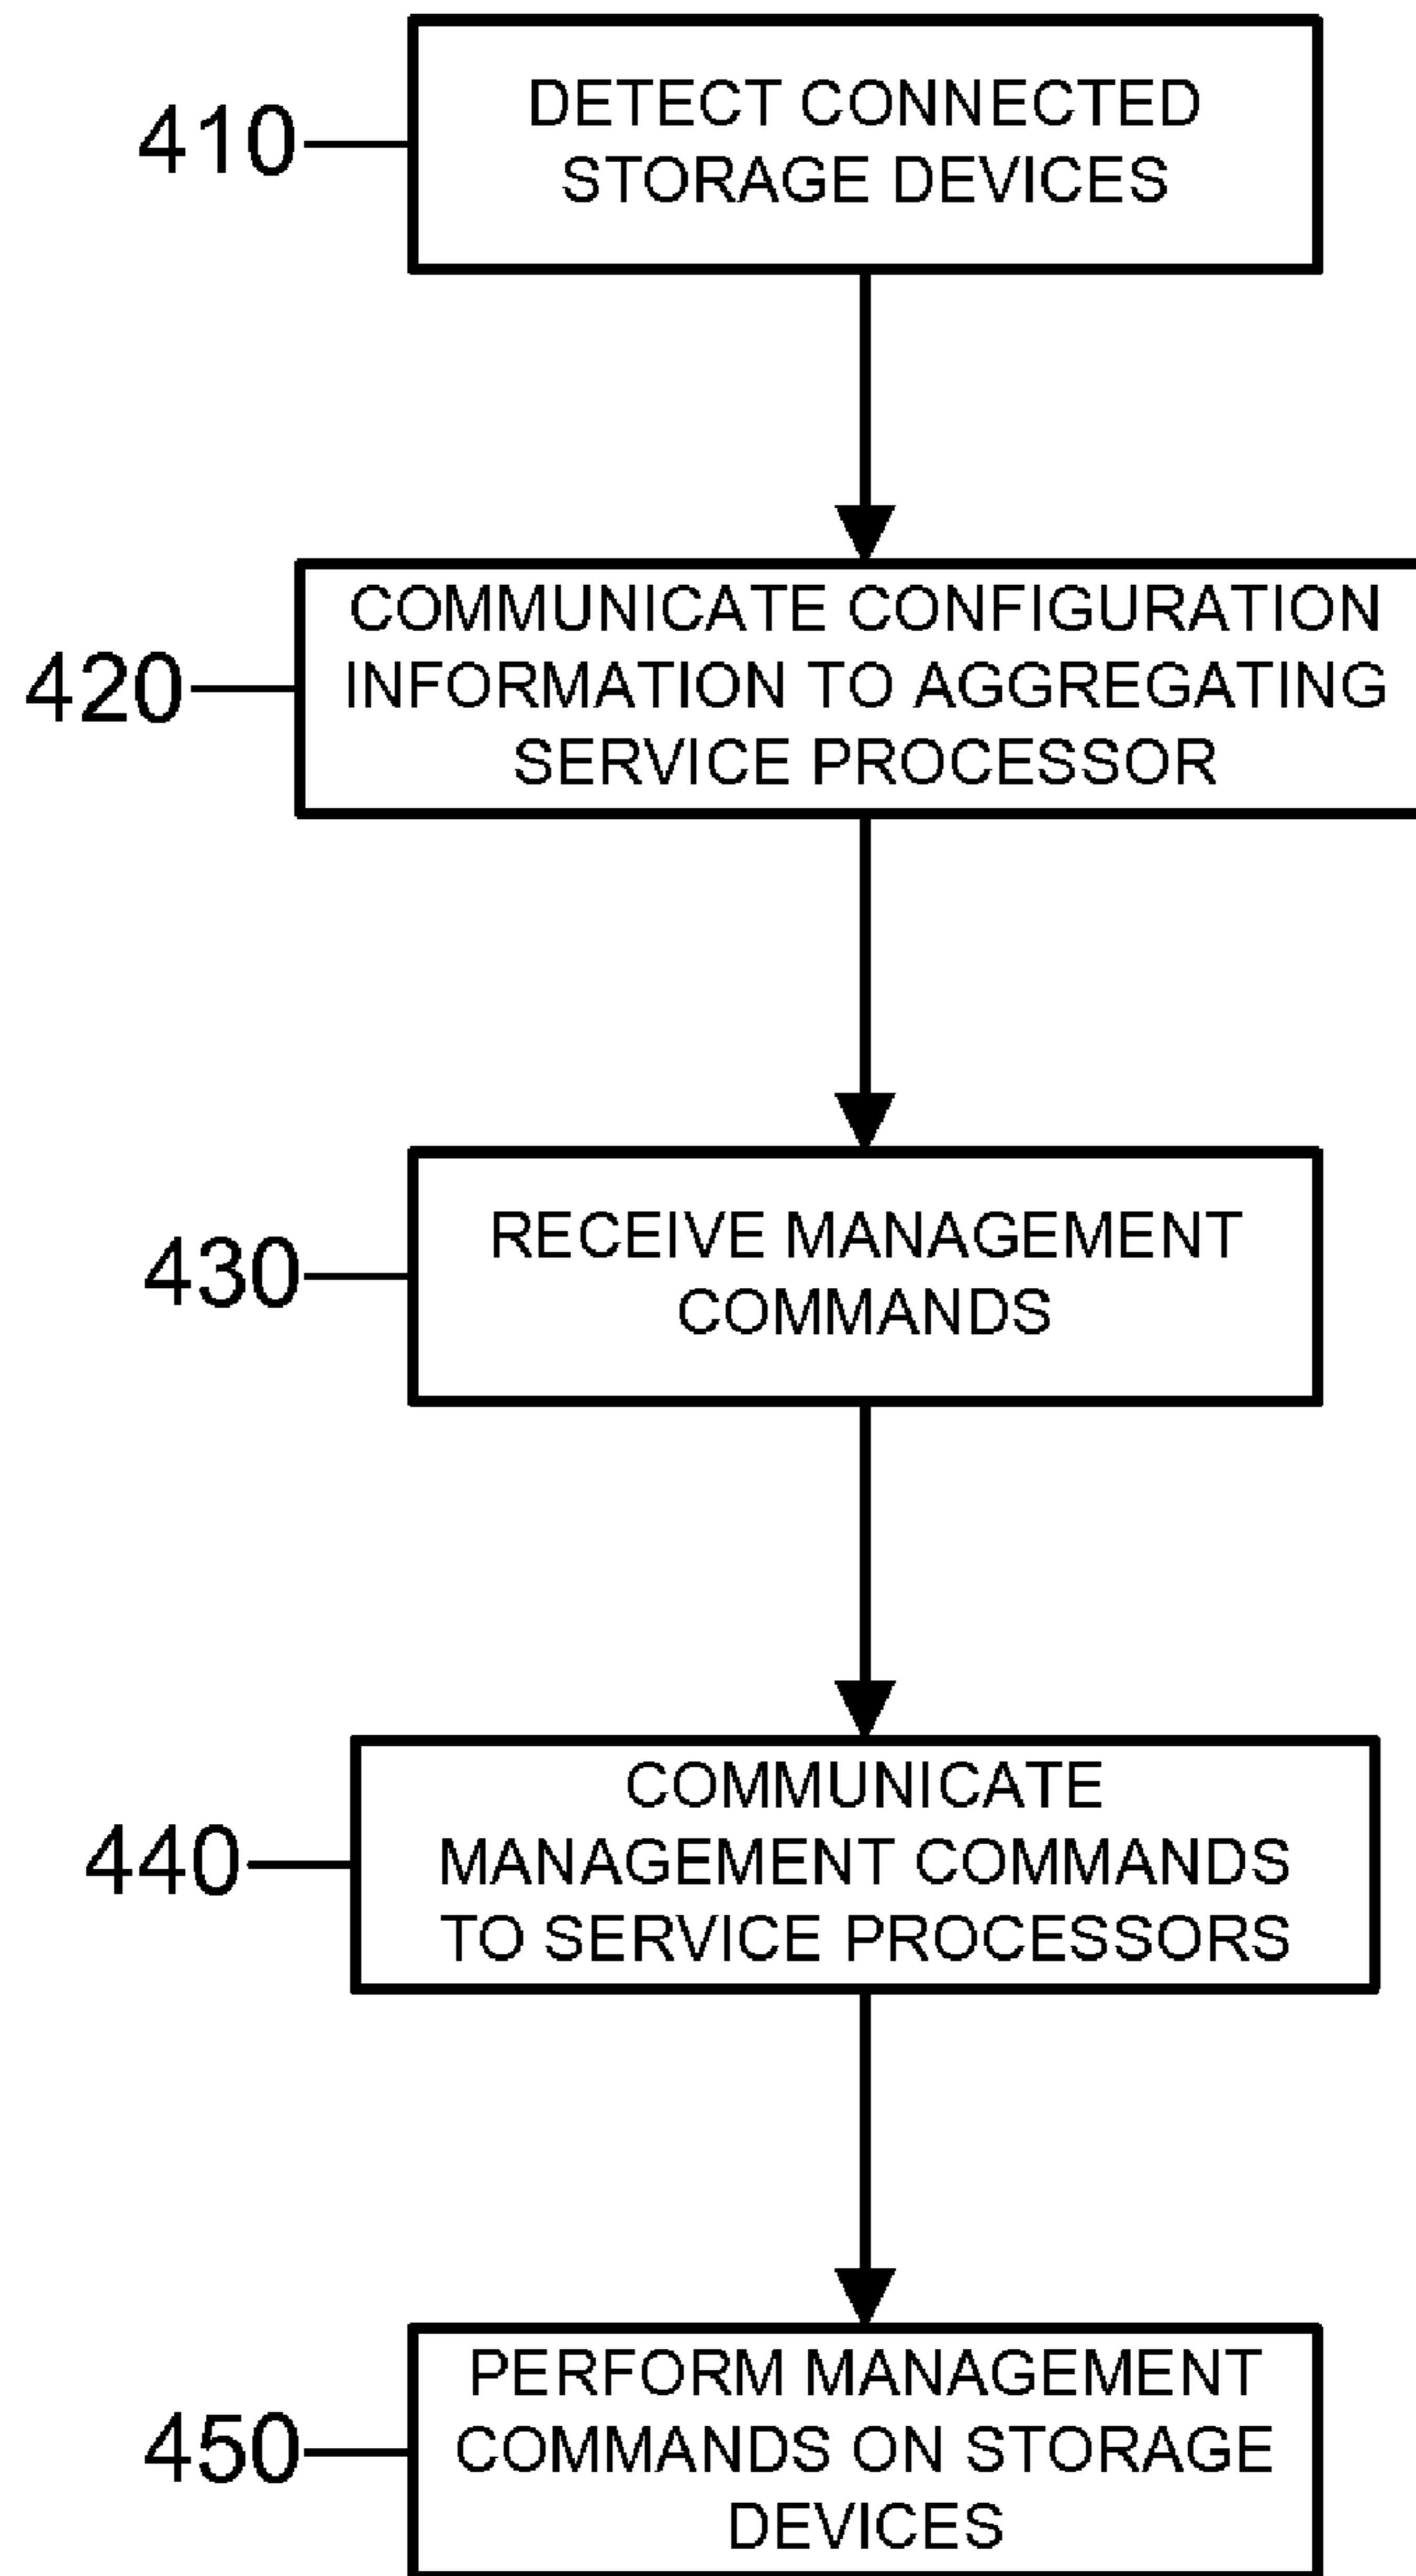 410
DETECT CONNECTED
STORAGE DEVICES
420
COMMUNICATE CONFIGURATION
INFORMATION TO AGGREGATING
SERVICE PROCESSOR
430
RECEIVE MANAGEMENT
COMMANDS
440
COMMUNICATE
MANAGEMENT COMMANDS
TO SERVICE PROCESSORS
450
PERFORM MANAGEMENT
COMMANDS ON STORAGE
DEVICES